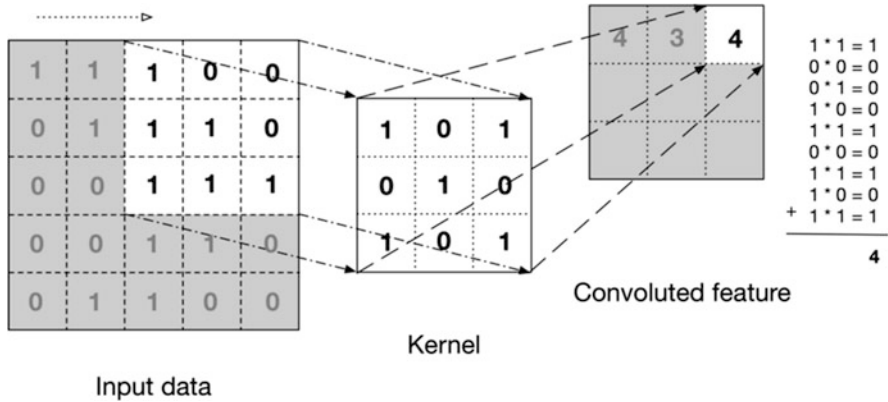 1 1 1 0 0
0 1 1 1 0
0 0 1 1 1
0 0 1 1 0
0 1 1 0 0
Input data
1 0 1
0 1 0
1 0 1
Kernel
4 3 4
Convoluted feature
1 * 1 = 1
0 * 0 = 0
0 * 1 = 0
1 * 0 = 0
1 * 1 = 1
0 * 0 = 0
1 * 1 = 1
1 * 0 = 0
+ 1 * 1 = 1
4